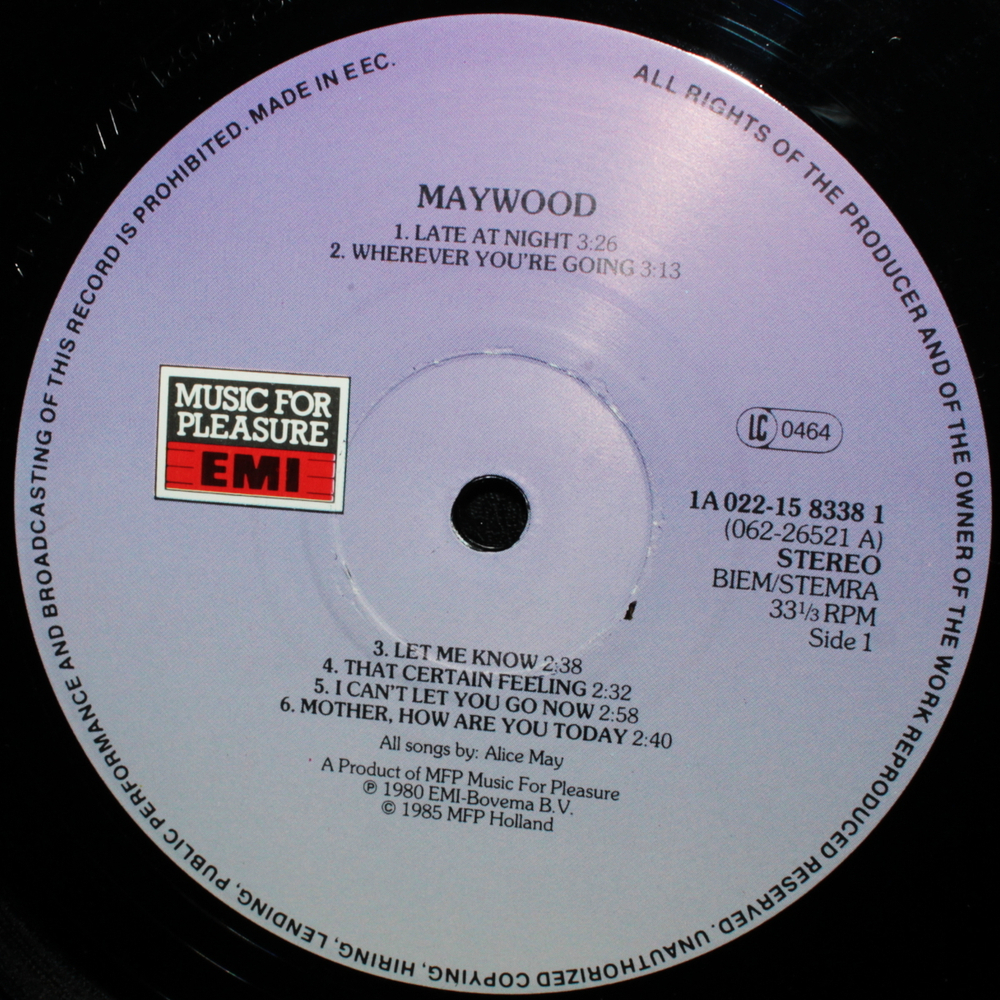 ALL RIGHTS OF THE PRODUCER AND OF THE OWNER OF THE WORK REPRODUCED RESERVED. UNAUTHORIZED COPYING, HIRING, LENDING, PUBLIC PERFORMANCE AND BROADCASTING OF THIS RECORD IS PROHIBITED. MADE IN E EC.
MAYWOOD
1. LATE AT NIGHT 3:26
2. WHEREVER YOU'RE GOING 3:13
MUSIC FOR
PLEASURE
EMI
LC 0464
1A 022-15 8338 1
(062-26521 A)
STEREO
BIEM/STEMRA
33 1/3 RPM
Side 1
3. LET ME KNOW 2:38
4. THAT CERTAIN FEELING 2:32
5. I CAN'T LET YOU GO NOW 2:58
6. MOTHER, HOW ARE YOU TODAY 2:40
All songs by: Alice May
A Product of MFP Music For Pleasure
℗ 1980 EMI-Bovema B.V.
© 1985 MFP Holland